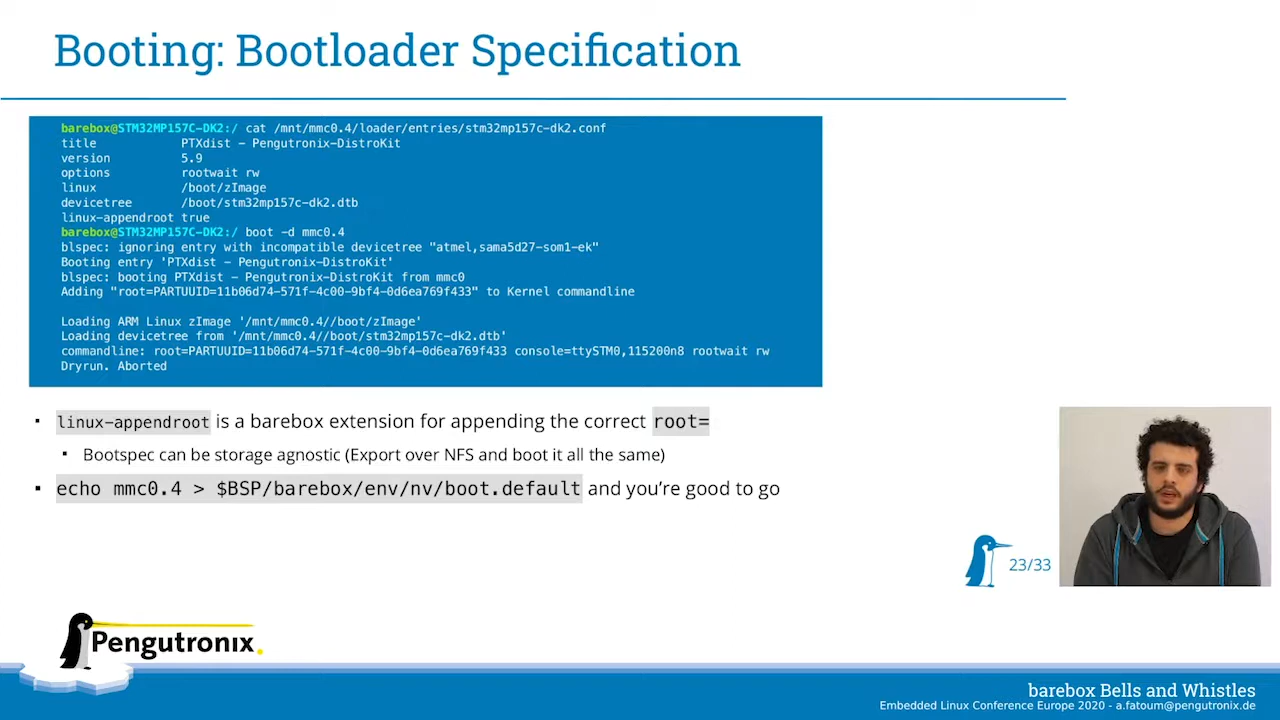 Booting: Bootloader Specification
barebox@STM32MP157C-DK2:/ cat /mnt/mmc0.4/loader/entries/stm32mp157c-dk2.conf
title PTXdist - Pengutronix-DistroKit
version 5.9
options rootwait rw
linux /boot/zImage
devicetree /boot/stm32mp157c-dk2.dtb
linux-appendroot true
barebox@STM32MP157C-DK2:/ boot -d mmc0.4
blspec: ignoring entry with incompatible devicetree "atmel,sama5d27-som1-ek"
Booting entry 'PTXdist - Pengutronix-DistroKit'
blspec: booting PTXdist - Pengutronix-DistroKit from mmc0
Adding "root=PARTUUID=11b06d74-571f-4c00-9bf4-0d6ea769f433" to Kernel commandline
Loading ARM Linux zImage '/mnt/mmc0.4//boot/zImage'
Loading devicetree from '/mnt/mmc0.4//boot/stm32mp157c-dk2.dtb'
commandline: root=PARTUUID=11b06d74-571f-4c00-9bf4-0d6ea769f433 console=ttySTM0,115200n8 rootwait rw
Dryrun. Aborted
▪ linux-appendroot is a barebox extension for appending the correct root=
▪ Bootspec can be storage agnostic (Export over NFS and boot it all the same)
▪ echo mmc0.4 > $BSP/barebox/env/nv/boot.default and you're good to go
23/33
Pengutronix
barebox Bells and Whistles
Embedded Linux Conference Europe 2020 - a.fatoum@pengutronix.de